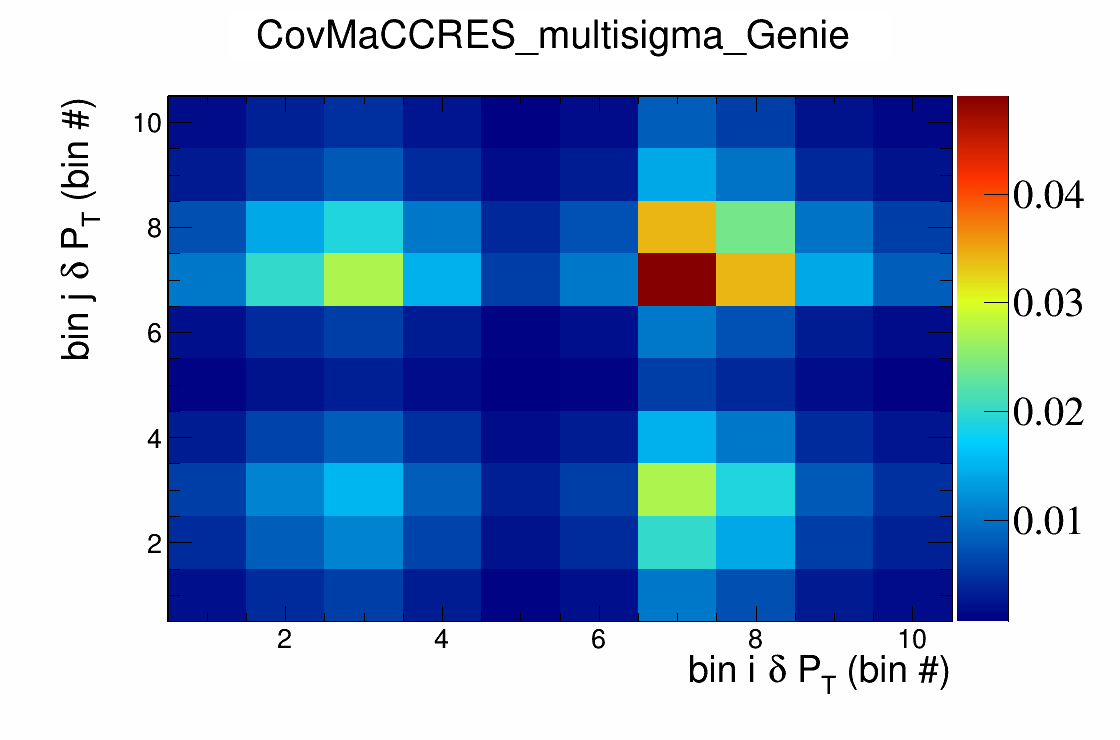 CovMaCCRES_multisigma_Genie
bin j δ P_T (bin #)
10
8
6
4
2
2 4 6 8 10
bin i δ P_T (bin #)
0.04
0.03
0.02
0.01